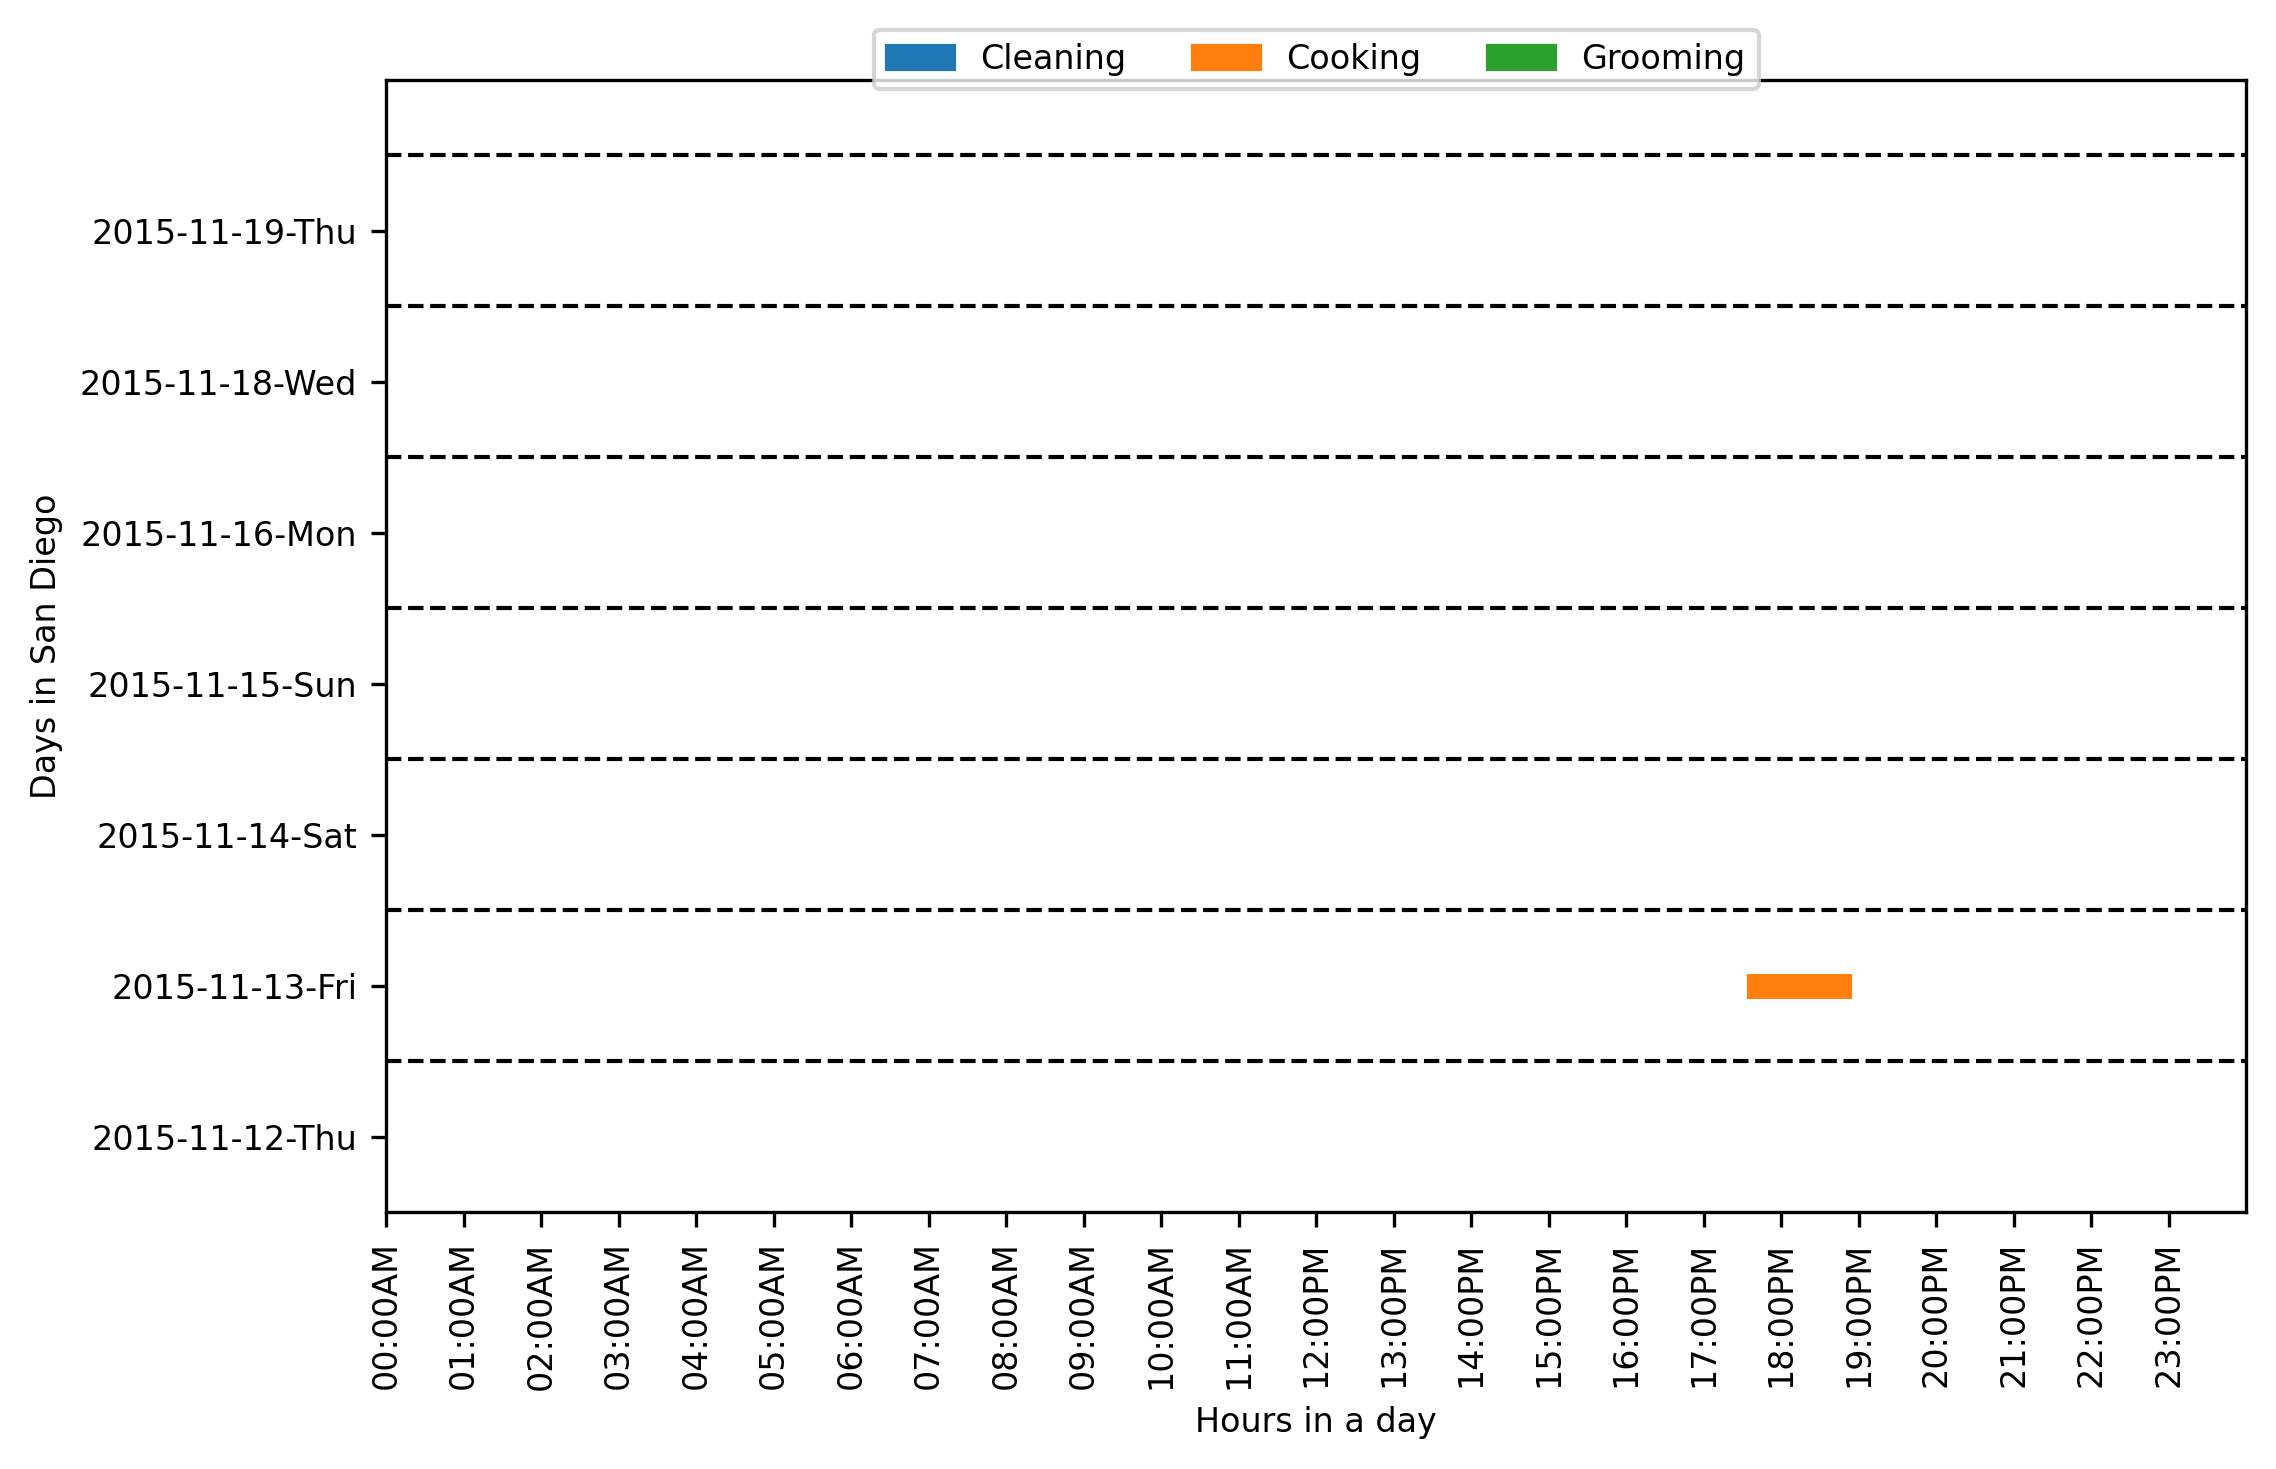 Cleaning Cooking Grooming
Days in San Diego
2015-11-19-Thu
2015-11-18-Wed
2015-11-16-Mon
2015-11-15-Sun
2015-11-14-Sat
2015-11-13-Fri
2015-11-12-Thu
00:00AM
01:00AM
02:00AM
03:00AM
04:00AM
05:00AM
06:00AM
07:00AM
08:00AM
09:00AM
10:00AM
11:00AM
12:00PM
13:00PM
14:00PM
15:00PM
16:00PM
17:00PM
18:00PM
19:00PM
20:00PM
21:00PM
22:00PM
23:00PM
Hours in a day